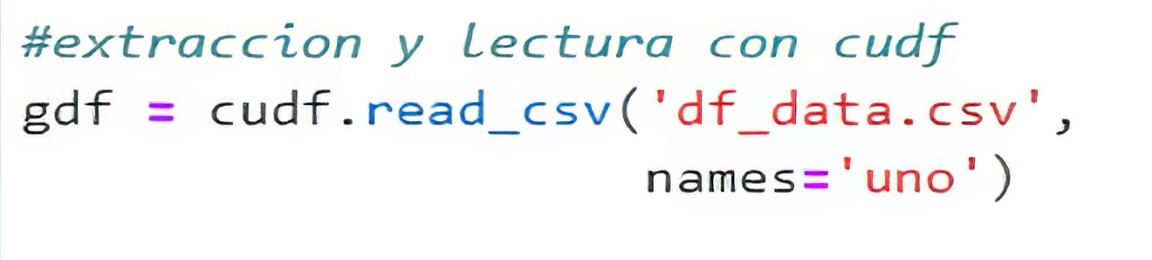 #extraccion y lectura con cudf
gdf = cudf.read_csv('df_data.csv',
names='uno')